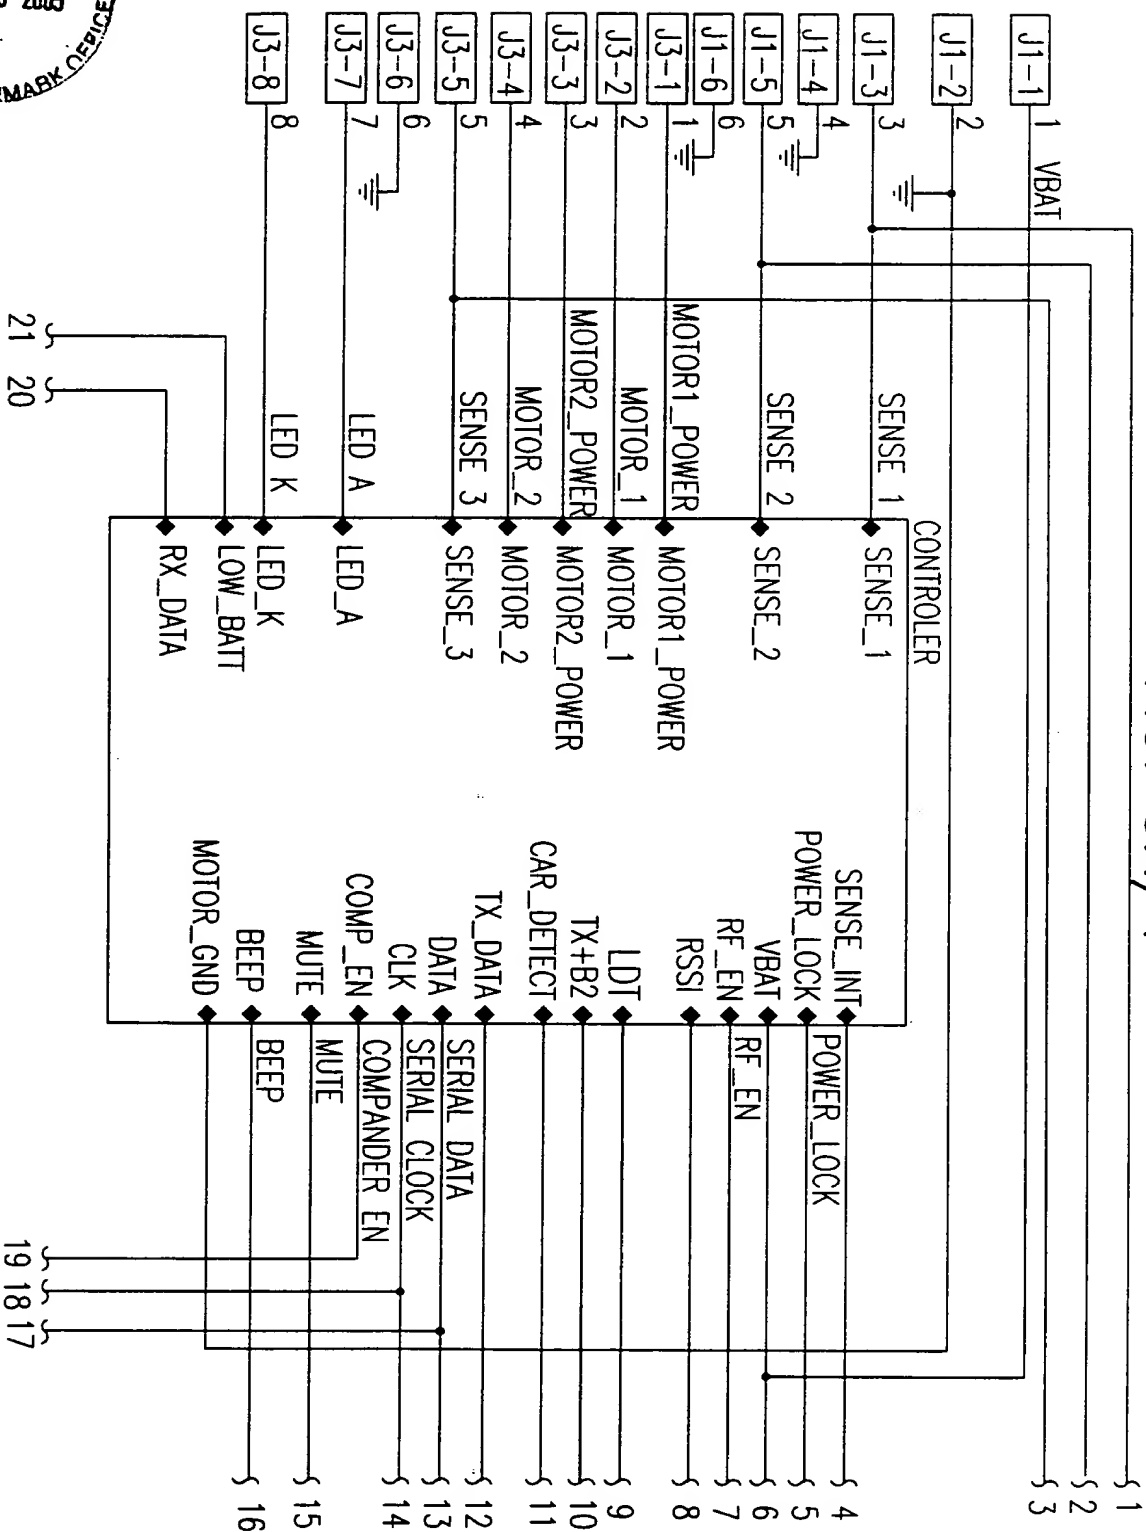 J1-1 1 VBAT
J1-2 2
J1-3 3 SENSE 1
J1-4 4
J1-5 5 SENSE 2
J1-6 6
J3-1 1 MOTOR1_POWER
J3-2 2 MOTOR_1
J3-3 3 MOTOR2_POWER
J3-4 4 MOTOR_2
J3-5 5 SENSE 3
J3-6 6
J3-7 7 LED A
J3-8 8 LED K
21
20
CONTROLER
SENSE_1
SENSE_2
MOTOR1_POWER
MOTOR_1
MOTOR2_POWER
MOTOR_2
SENSE_3
LED_A
LED_K
LOW_BATT
RX_DATA
SENSE_INT
POWER_LOCK POWER_LOCK
VBAT
RF_EN RF_EN
RSSI
LDT
TX+B2
CAR_DETECT
TX_DATA
DATA SERIAL DATA
CLK SERIAL CLOCK
COMP_EN COMPANDER EN
MUTE MUTE
BEEP BEEP
MOTOR_GND
1
2
3
4
5
6
7
8
9
10
11
12
13
14
15
16
19 18 17